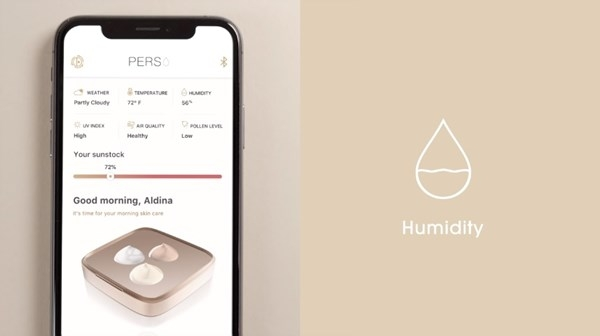 PERSO
WEATHER
Partly Cloudy
TEMPERATURE
72° F
HUMIDITY
56%
UV INDEX
High
AIR QUALITY
Healthy
POLLEN LEVEL
Low
Your sunstock
72%
Good morning, Aldina
it's time for your morning skin care
Humidity